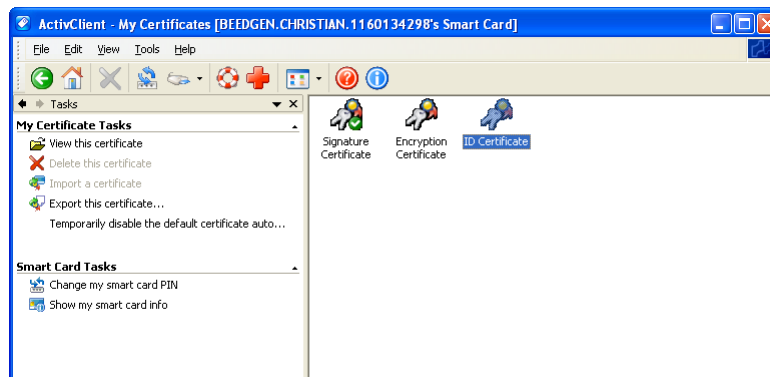 ActivClient - My Certificates [BEEDGEN.CHRISTIAN.1160134298's Smart Card]
File Edit View Tools Help
Tasks
My Certificate Tasks
View this certificate
Delete this certificate
Import a certificate
Export this certificate...
Temporarily disable the default certificate auto...
Smart Card Tasks
Change my smart card PIN
Show my smart card info
Signature
Certificate
Encryption
Certificate
ID Certificate